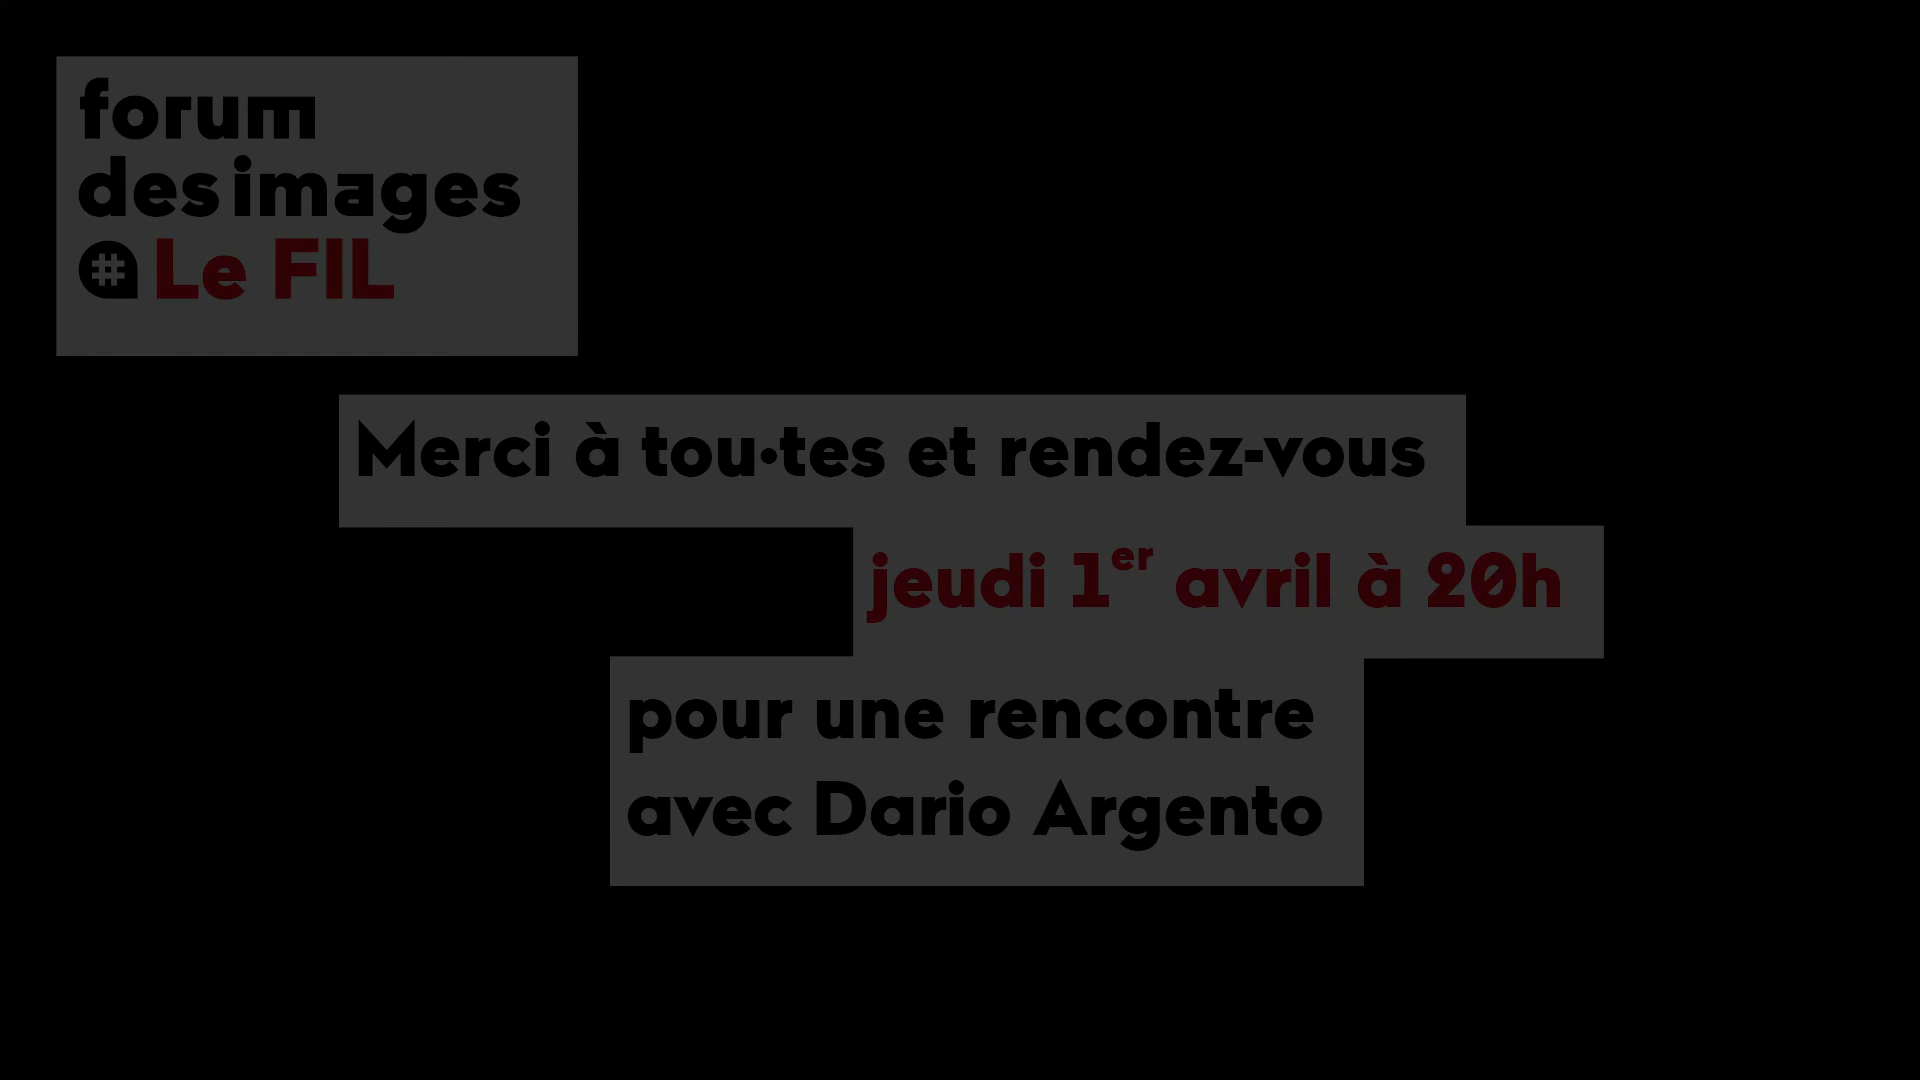 forum
des images
# Le FIL
Merci à tou•tes et rendez-vous
jeudi 1er avril à 20h
pour une rencontre
avec Dario Argento